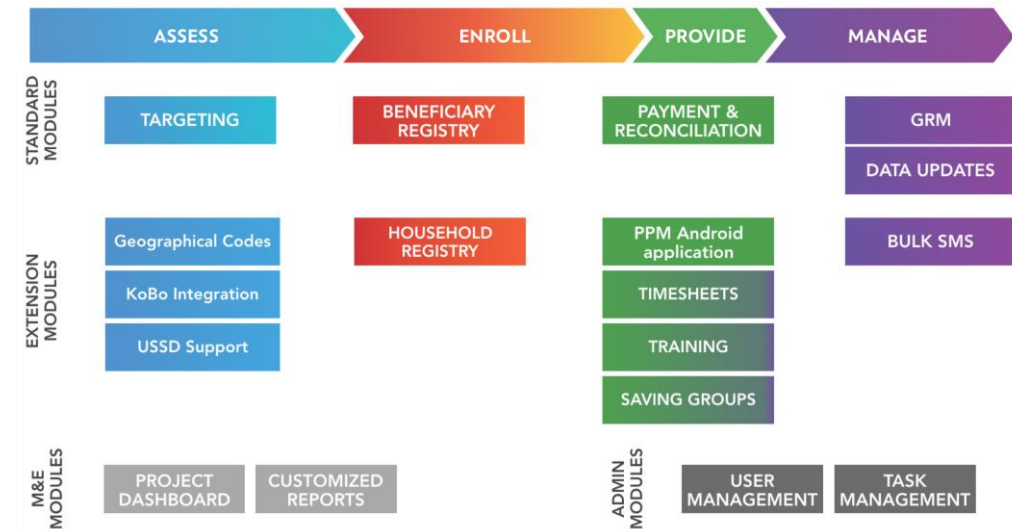 ASSESS
ENROLL
PROVIDE
MANAGE
STANDARD
MODULES
TARGETING
BENEFICIARY
REGISTRY
PAYMENT &
RECONCILIATION
GRM
DATA UPDATES
EXTENSION
MODULES
Geographical Codes
KoBo Integration
USSD Support
HOUSEHOLD
REGISTRY
PPM Android
application
TIMESHEETS
TRAINING
SAVING GROUPS
BULK SMS
M&E
MODULES
PROJECT
DASHBOARD
CUSTOMIZED
REPORTS
ADMIN
MODULES
USER
MANAGEMENT
TASK
MANAGEMENT